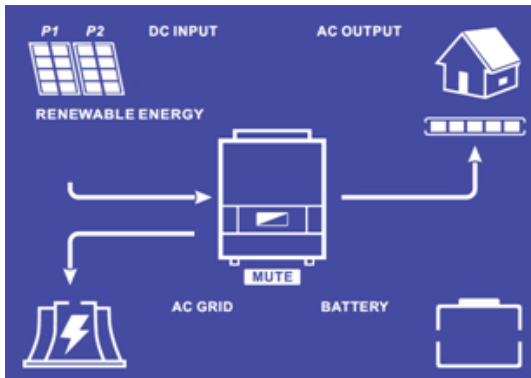 P1 P2 DC INPUT AC OUTPUT
RENEWABLE ENERGY
MUTE
AC GRID BATTERY